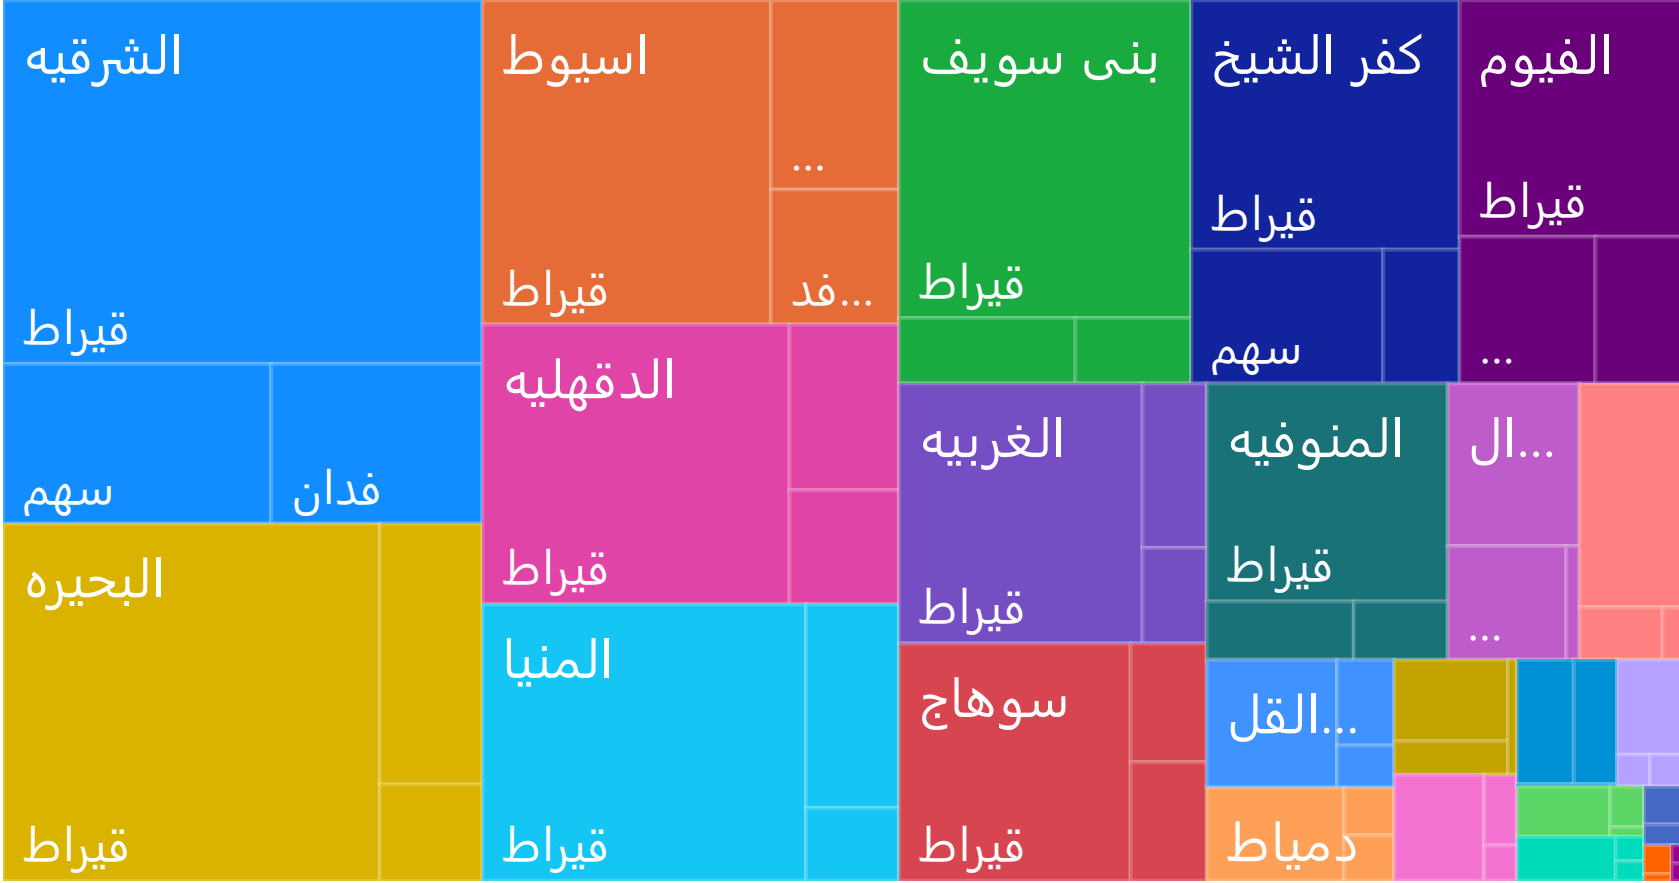 الشرقيه
قيراط
سهم
فدان
البحيره
قيراط
اسيوط
...
قيراط
فد...
الدقهليه
قيراط
المنيا
قيراط
بنى سويف
قيراط
كفر الشيخ
قيراط
سهم
الفيوم
قيراط
...
الغربيه
قيراط
سوهاج
قيراط
المنوفيه
قيراط
ال...
...
القل...
دمياط